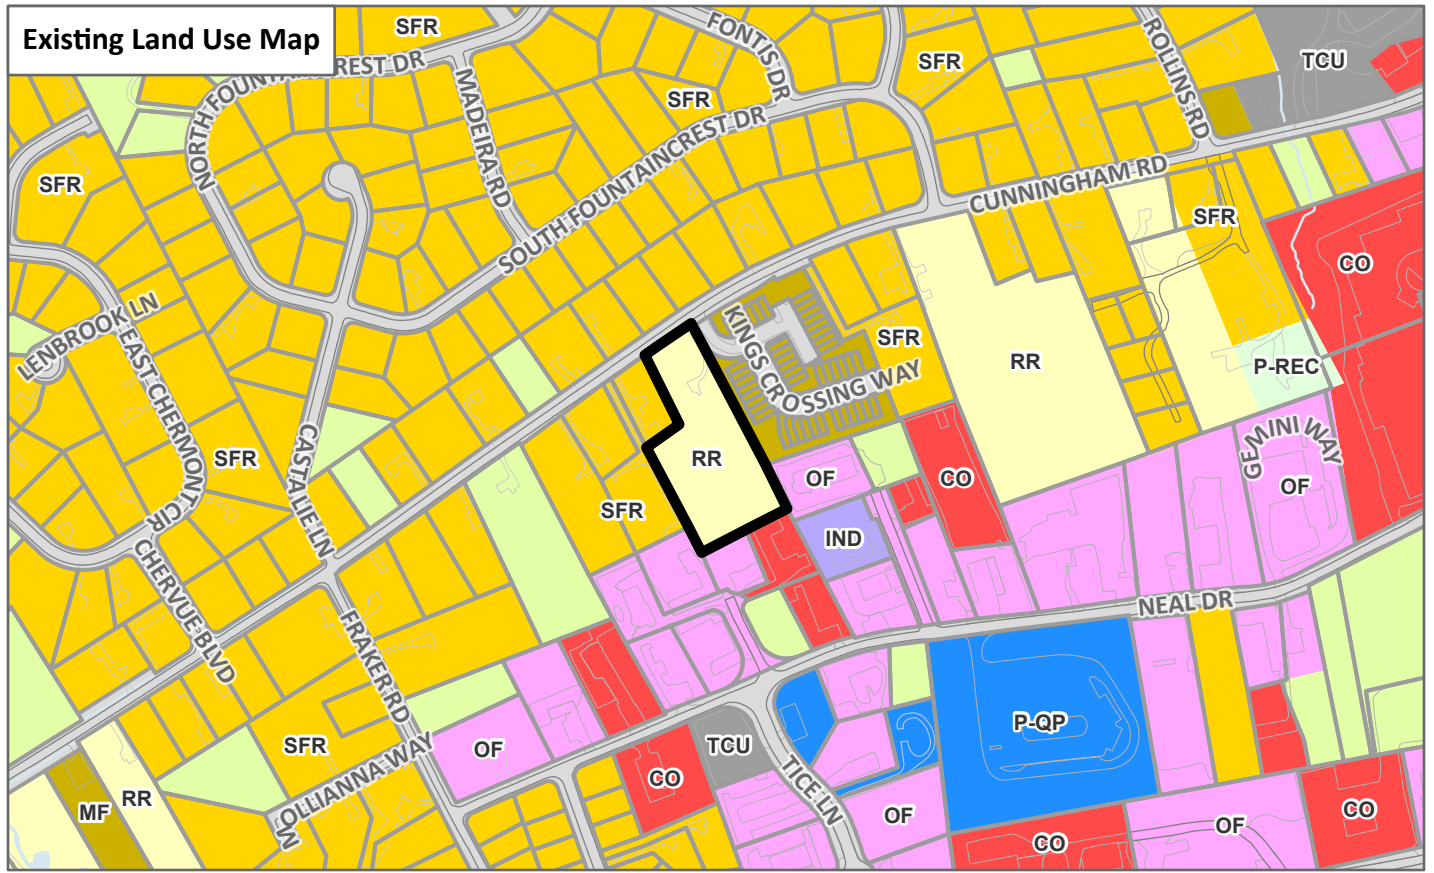 Existing Land Use Map
SFR
FONTIS DR
ROLLINS RD
SFR
TCU
NORTH FOUNTAINCREST DR
MADEIRA RD
SFR
SOUTH FOUNTAINCREST DR
SFR
CUNNINGHAM RD
SFR
CO
LENBROOK LN
EAST CHERMONT CIR
KINGS CROSSING WAY
SFR
RR
P-REC
SFR
CASTALIE LN
RR
OF
CO
GEMINI WAY
OF
SFR
IND
CHERVUE BLVD
NEAL DR
FRAKER RD
P-QP
SFR
W OLLIANNA WAY
OF
TCU
CO
TICE LN
MF
RR
OF
CO
OF
CO